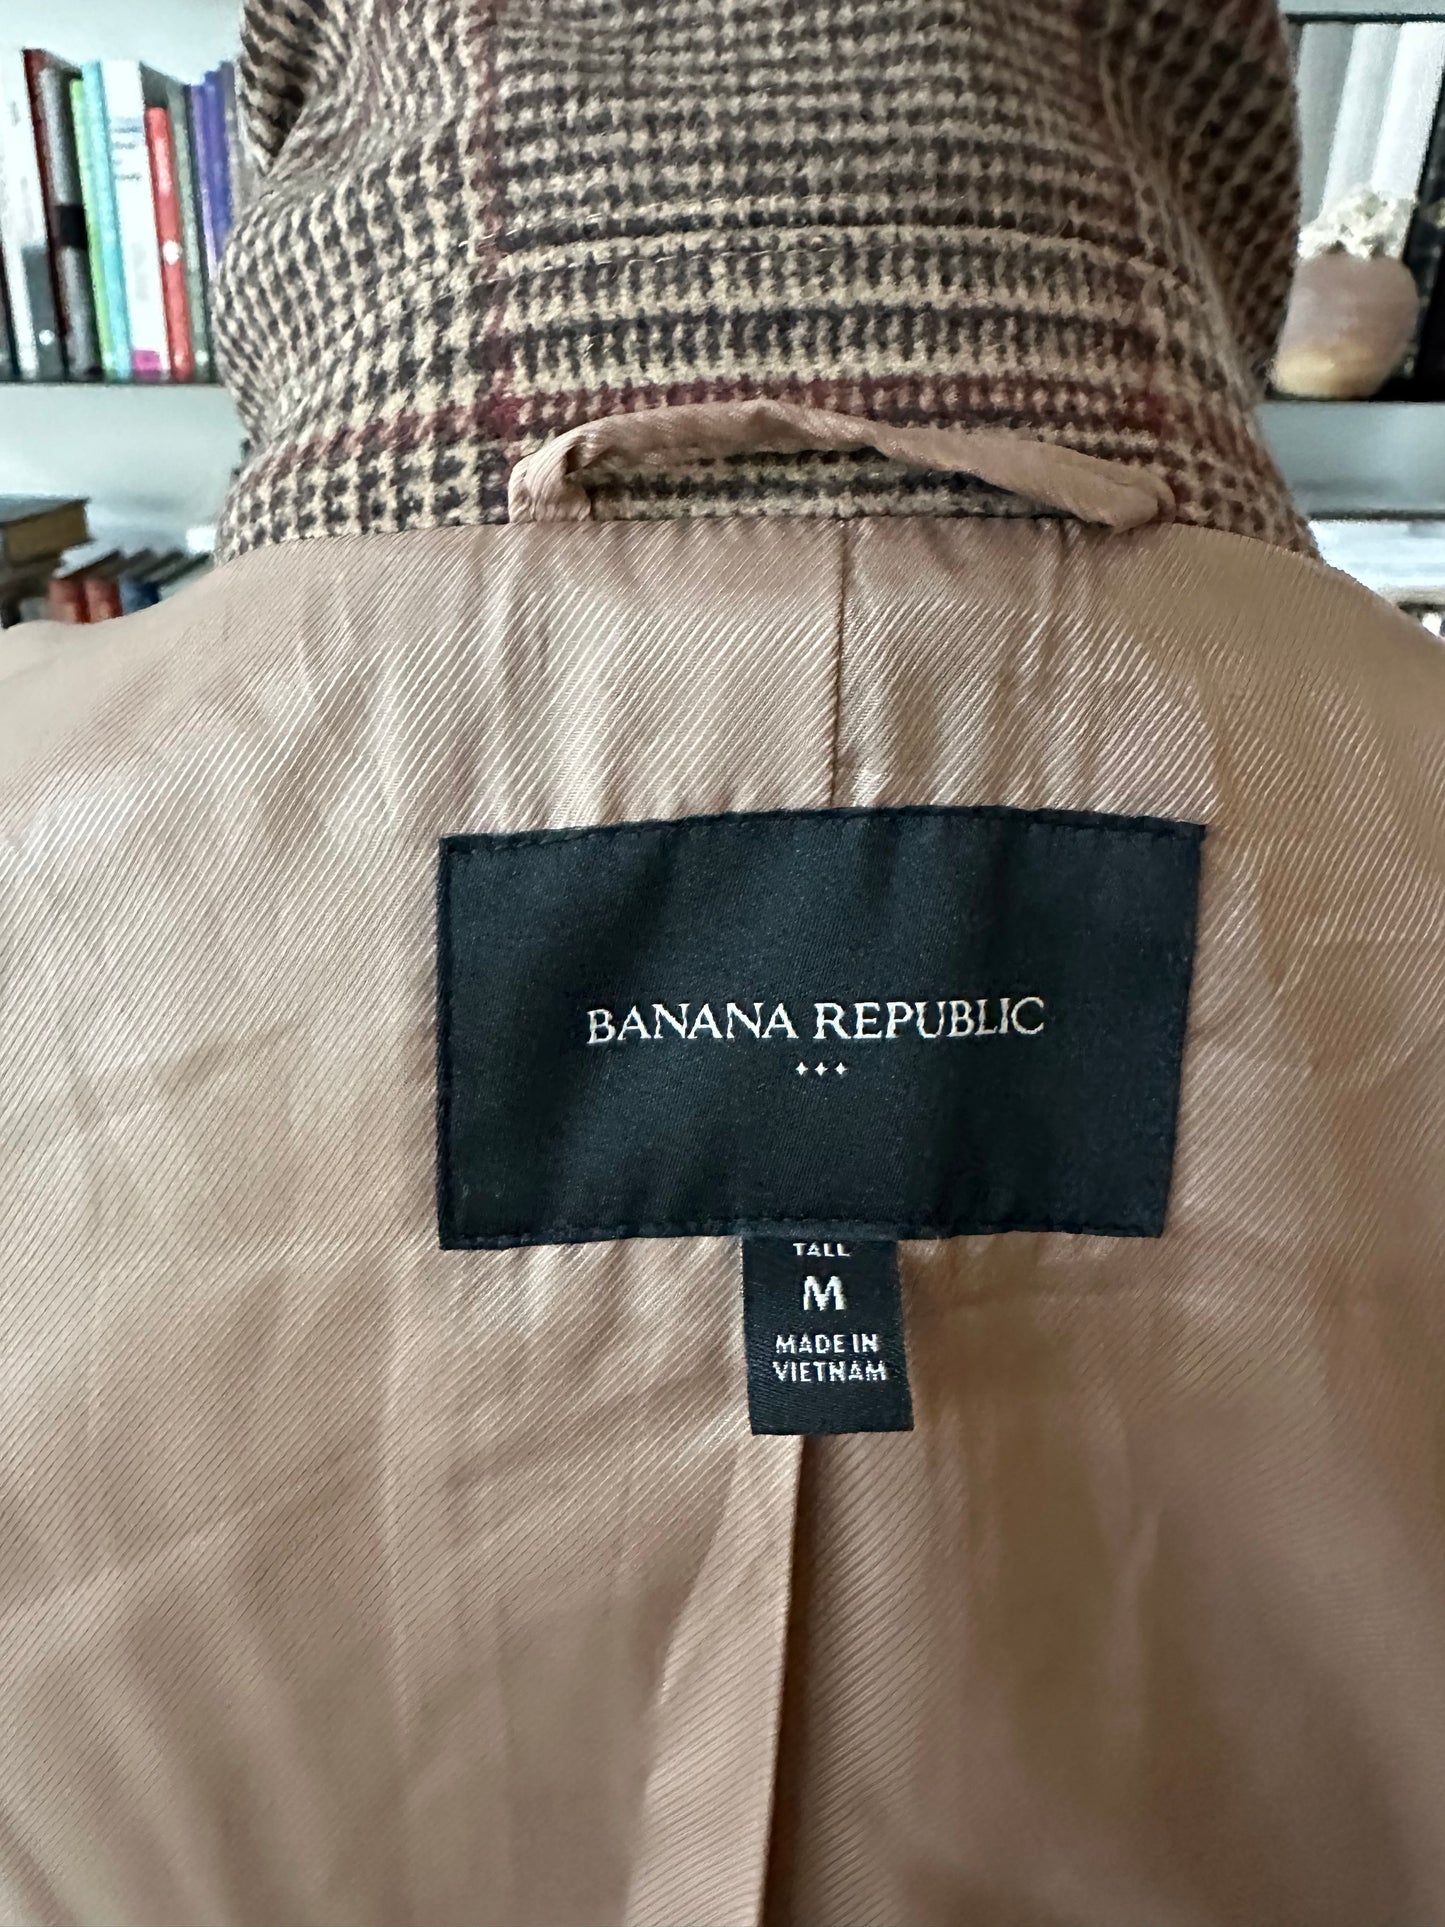 BANANA REPUBLIC
TALL
M
MADE IN
VIETNAM